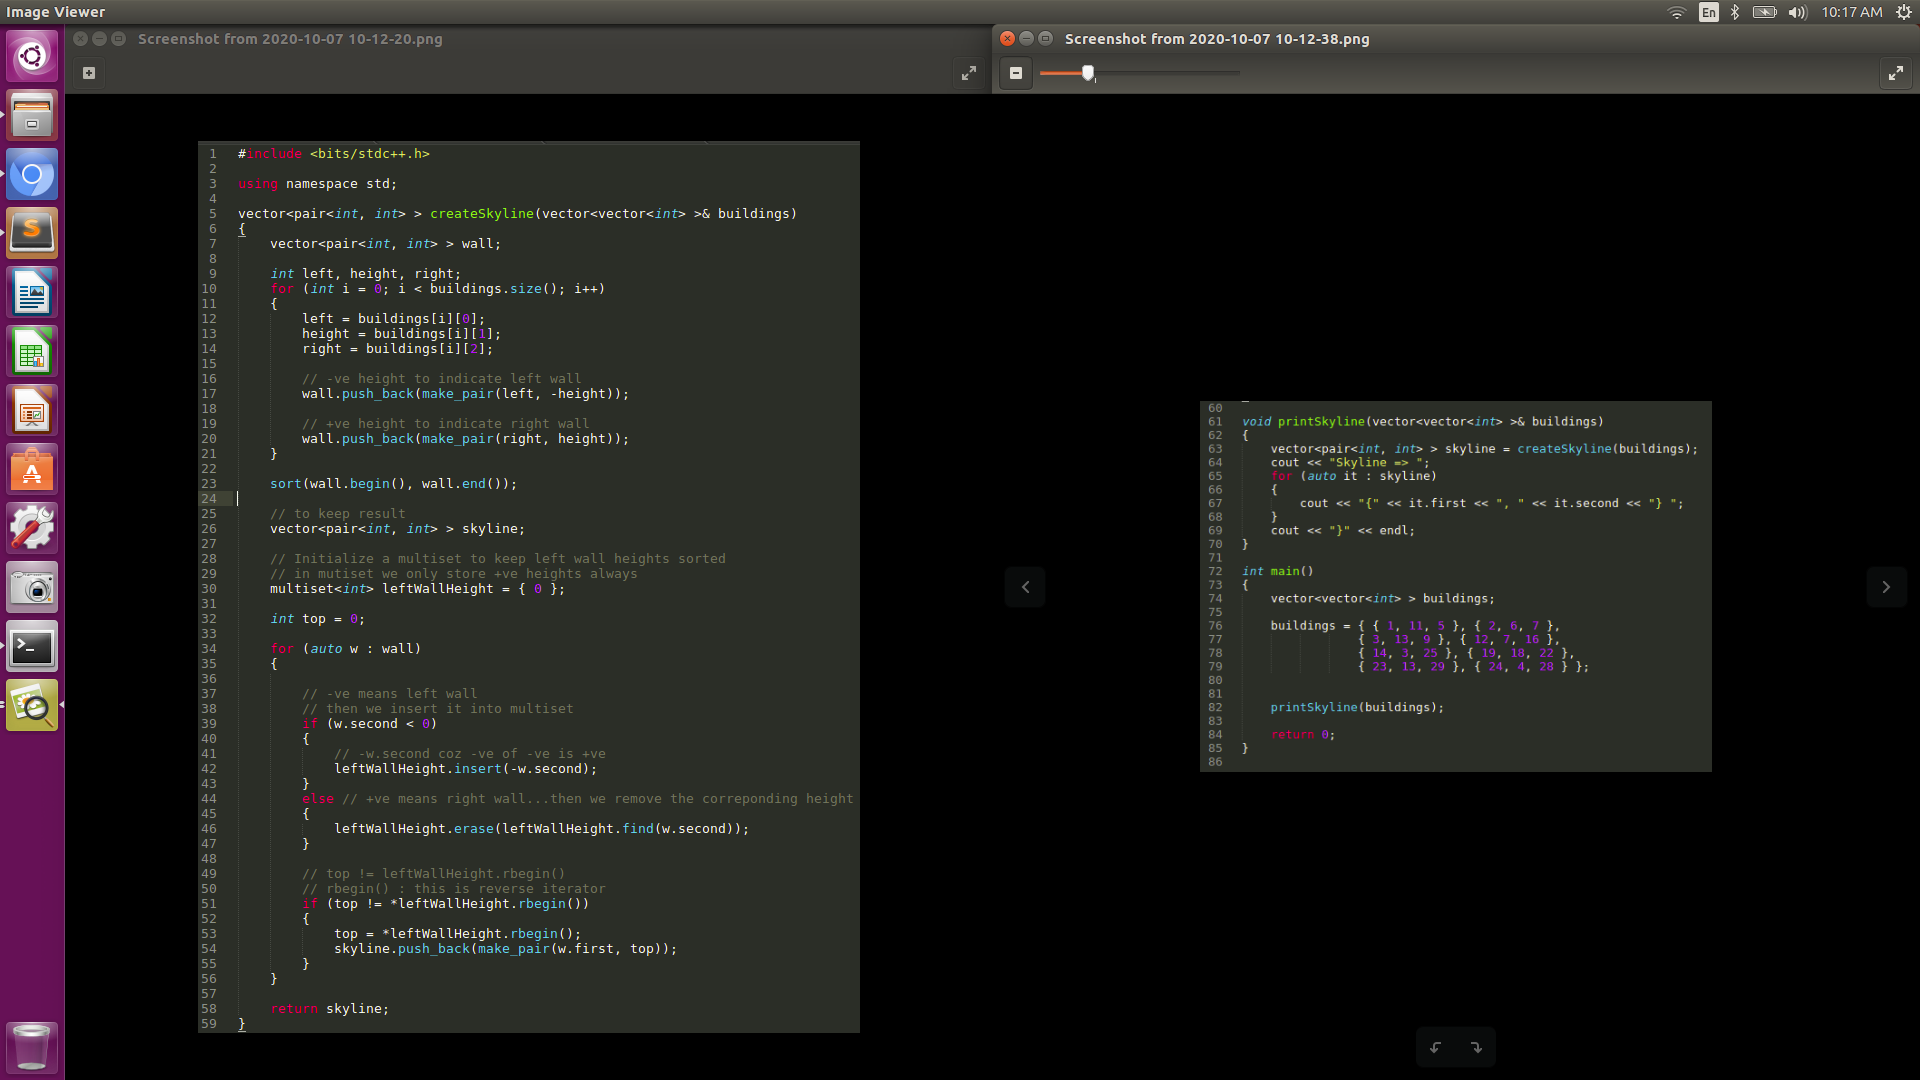 Image Viewer
En
10:17 AM
Screenshot from 2020-10-07 10-12-20.png
Screenshot from 2020-10-07 10-12-38.png
1 #include <bits/stdc++.h>
2
3 using namespace std;
4
5 vector<pair<int, int> > createSkyline(vector<vector<int> >& buildings)
6 {
7     vector<pair<int, int> > wall;
8
9     int left, height, right;
10     for (int i = 0; i < buildings.size(); i++)
11     {
12         left = buildings[i][0];
13         height = buildings[i][1];
14         right = buildings[i][2];
15
16         // -ve height to indicate left wall
17         wall.push_back(make_pair(left, -height));
18
19         // +ve height to indicate right wall
20         wall.push_back(make_pair(right, height));
21     }
22
23     sort(wall.begin(), wall.end());
24
25     // to keep result
26     vector<pair<int, int> > skyline;
27
28     // Initialize a multiset to keep left wall heights sorted
29     // in mutiset we only store +ve heights always
30     multiset<int> leftWallHeight = { 0 };
31
32     int top = 0;
33
34     for (auto w : wall)
35     {
36
37         // -ve means left wall
38         // then we insert it into multiset
39         if (w.second < 0)
40         {
41             // -w.second coz -ve of -ve is +ve
42             leftWallHeight.insert(-w.second);
43         }
44         else // +ve means right wall...then we remove the correponding height
45         {
46             leftWallHeight.erase(leftWallHeight.find(w.second));
47         }
48
49         // top != leftWallHeight.rbegin()
50         // rbegin() : this is reverse iterator
51         if (top != *leftWallHeight.rbegin())
52         {
53             top = *leftWallHeight.rbegin();
54             skyline.push_back(make_pair(w.first, top));
55         }
56     }
57
58     return skyline;
59 }
60
61 void printSkyline(vector<vector<int> >& buildings)
62 {
63     vector<pair<int, int> > skyline = createSkyline(buildings);
64     cout << "Skyline => ";
65     for (auto it : skyline)
66     {
67         cout << "{" << it.first << ", " << it.second << "} ";
68     }
69     cout << "}" << endl;
70 }
71
72 int main()
73 {
74     vector<vector<int> > buildings;
75
76     buildings = { { 1, 11, 5 }, { 2, 6, 7 },
77                 { 3, 13, 9 }, { 12, 7, 16 },
78                 { 14, 3, 25 }, { 19, 18, 22 },
79                 { 23, 13, 29 }, { 24, 4, 28 } };
80
81
82     printSkyline(buildings);
83
84     return 0;
85 }
86